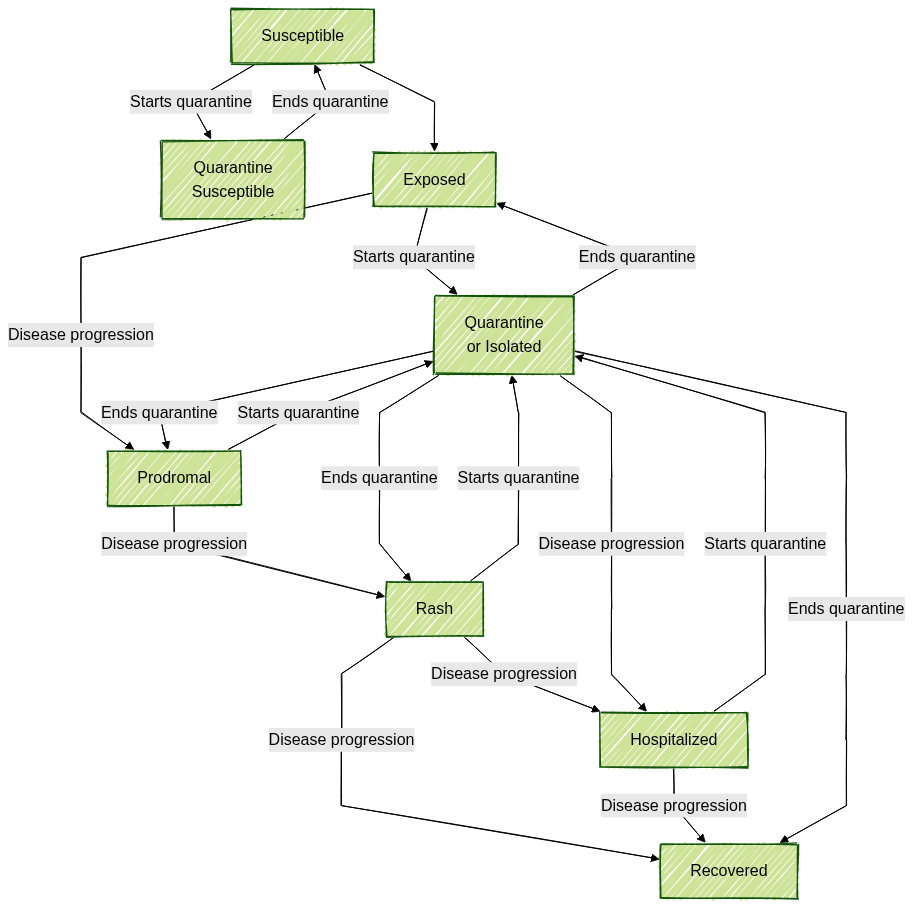 Susceptible
Starts quarantine
Ends quarantine
Quarantine
Susceptible
Exposed
Starts quarantine
Ends quarantine
Quarantine
or Isolated
Disease progression
Ends quarantine
Starts quarantine
Prodromal
Ends quarantine
Starts quarantine
Disease progression
Disease progression
Starts quarantine
Rash
Ends quarantine
Disease progression
Disease progression
Hospitalized
Disease progression
Recovered